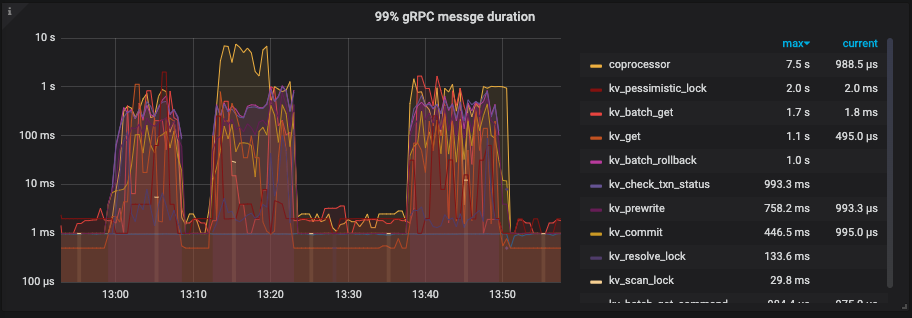 i
99% gRPC messge duration
10 s
1 s
100 ms
10 ms
1 ms
100 µs
13:00 13:10 13:20 13:30 13:40 13:50
max▾ current
coprocessor 7.5 s 988.5 µs
kv_pessimistic_lock 2.0 s 2.0 ms
kv_batch_get 1.7 s 1.8 ms
kv_get 1.1 s 495.0 µs
kv_batch_rollback 1.0 s
kv_check_txn_status 993.3 ms
kv_prewrite 758.2 ms 993.3 µs
kv_commit 446.5 ms 995.0 µs
kv_resolve_lock 133.6 ms
kv_scan_lock 29.8 ms